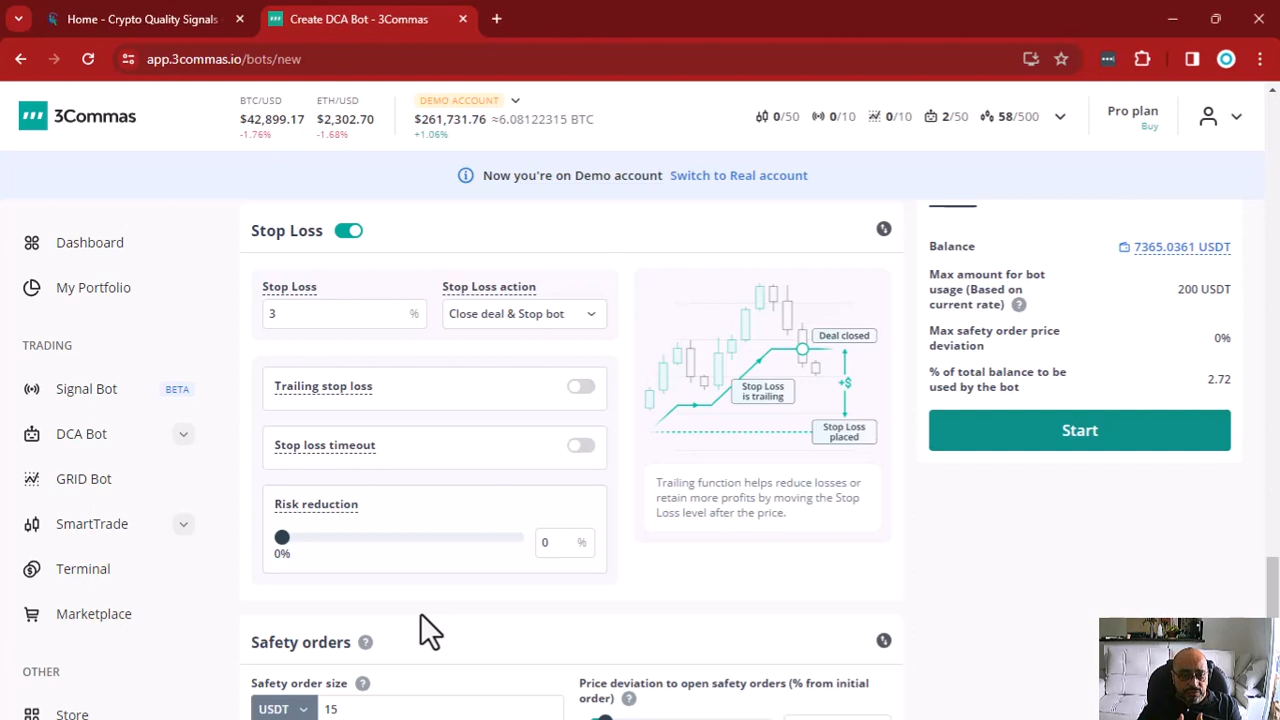 Home - Crypto Quality Signals
Create DCA Bot - 3Commas
app.3commas.io/bots/new
3Commas
BTC/USD
$42,899.17
-1.76%
ETH/USD
$2,302.70
-1.68%
DEMO ACCOUNT
$261,731.76 ≈6.08122315 BTC
+1.06%
0/50
0/10
0/10
2/50
58/500
Pro plan
Buy
Now you're on Demo account Switch to Real account
Dashboard
My Portfolio
TRADING
Signal Bot BETA
DCA Bot
GRID Bot
SmartTrade
Terminal
Marketplace
OTHER
Store
Stop Loss
Stop Loss
3 %
Stop Loss action
Close deal & Stop bot
Trailing stop loss
Stop loss timeout
Risk reduction
0%
0 %
Deal closed
Stop Loss
is trailing
+$
Stop Loss
placed
Trailing function helps reduce losses or
retain more profits by moving the Stop
Loss level after the price.
Safety orders ?
Safety order size ?
USDT 15
Price deviation to open safety orders (% from initial
order) ?
Balance
7365.0361 USDT
Max amount for bot
usage (Based on
current rate) ?
200 USDT
Max safety order price
deviation
0%
% of total balance to be
used by the bot
2.72
Start